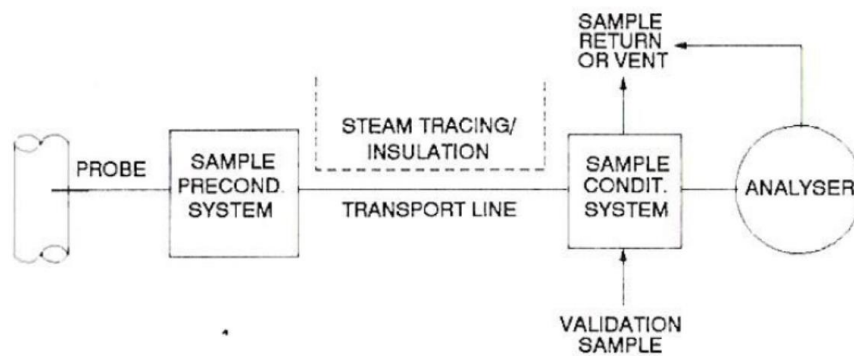 SAMPLE
RETURN
OR VENT
STEAM TRACING/
INSULATION
PROBE
SAMPLE
PRECOND.
SYSTEM
TRANSPORT LINE
SAMPLE
CONDIT.
SYSTEM
ANALYSER
VALIDATION
SAMPLE